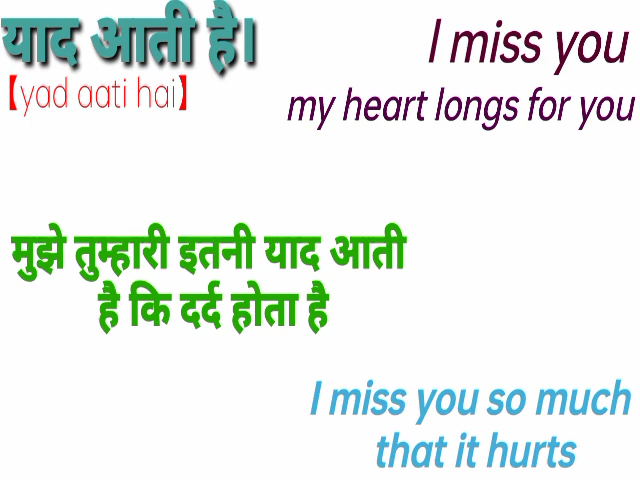 याद आती है।
I miss you
【yad aati hai】
my heart longs for you
मुझे तुम्हारी इतनी याद आती
है कि दर्द होता है
I miss you so much
that it hurts